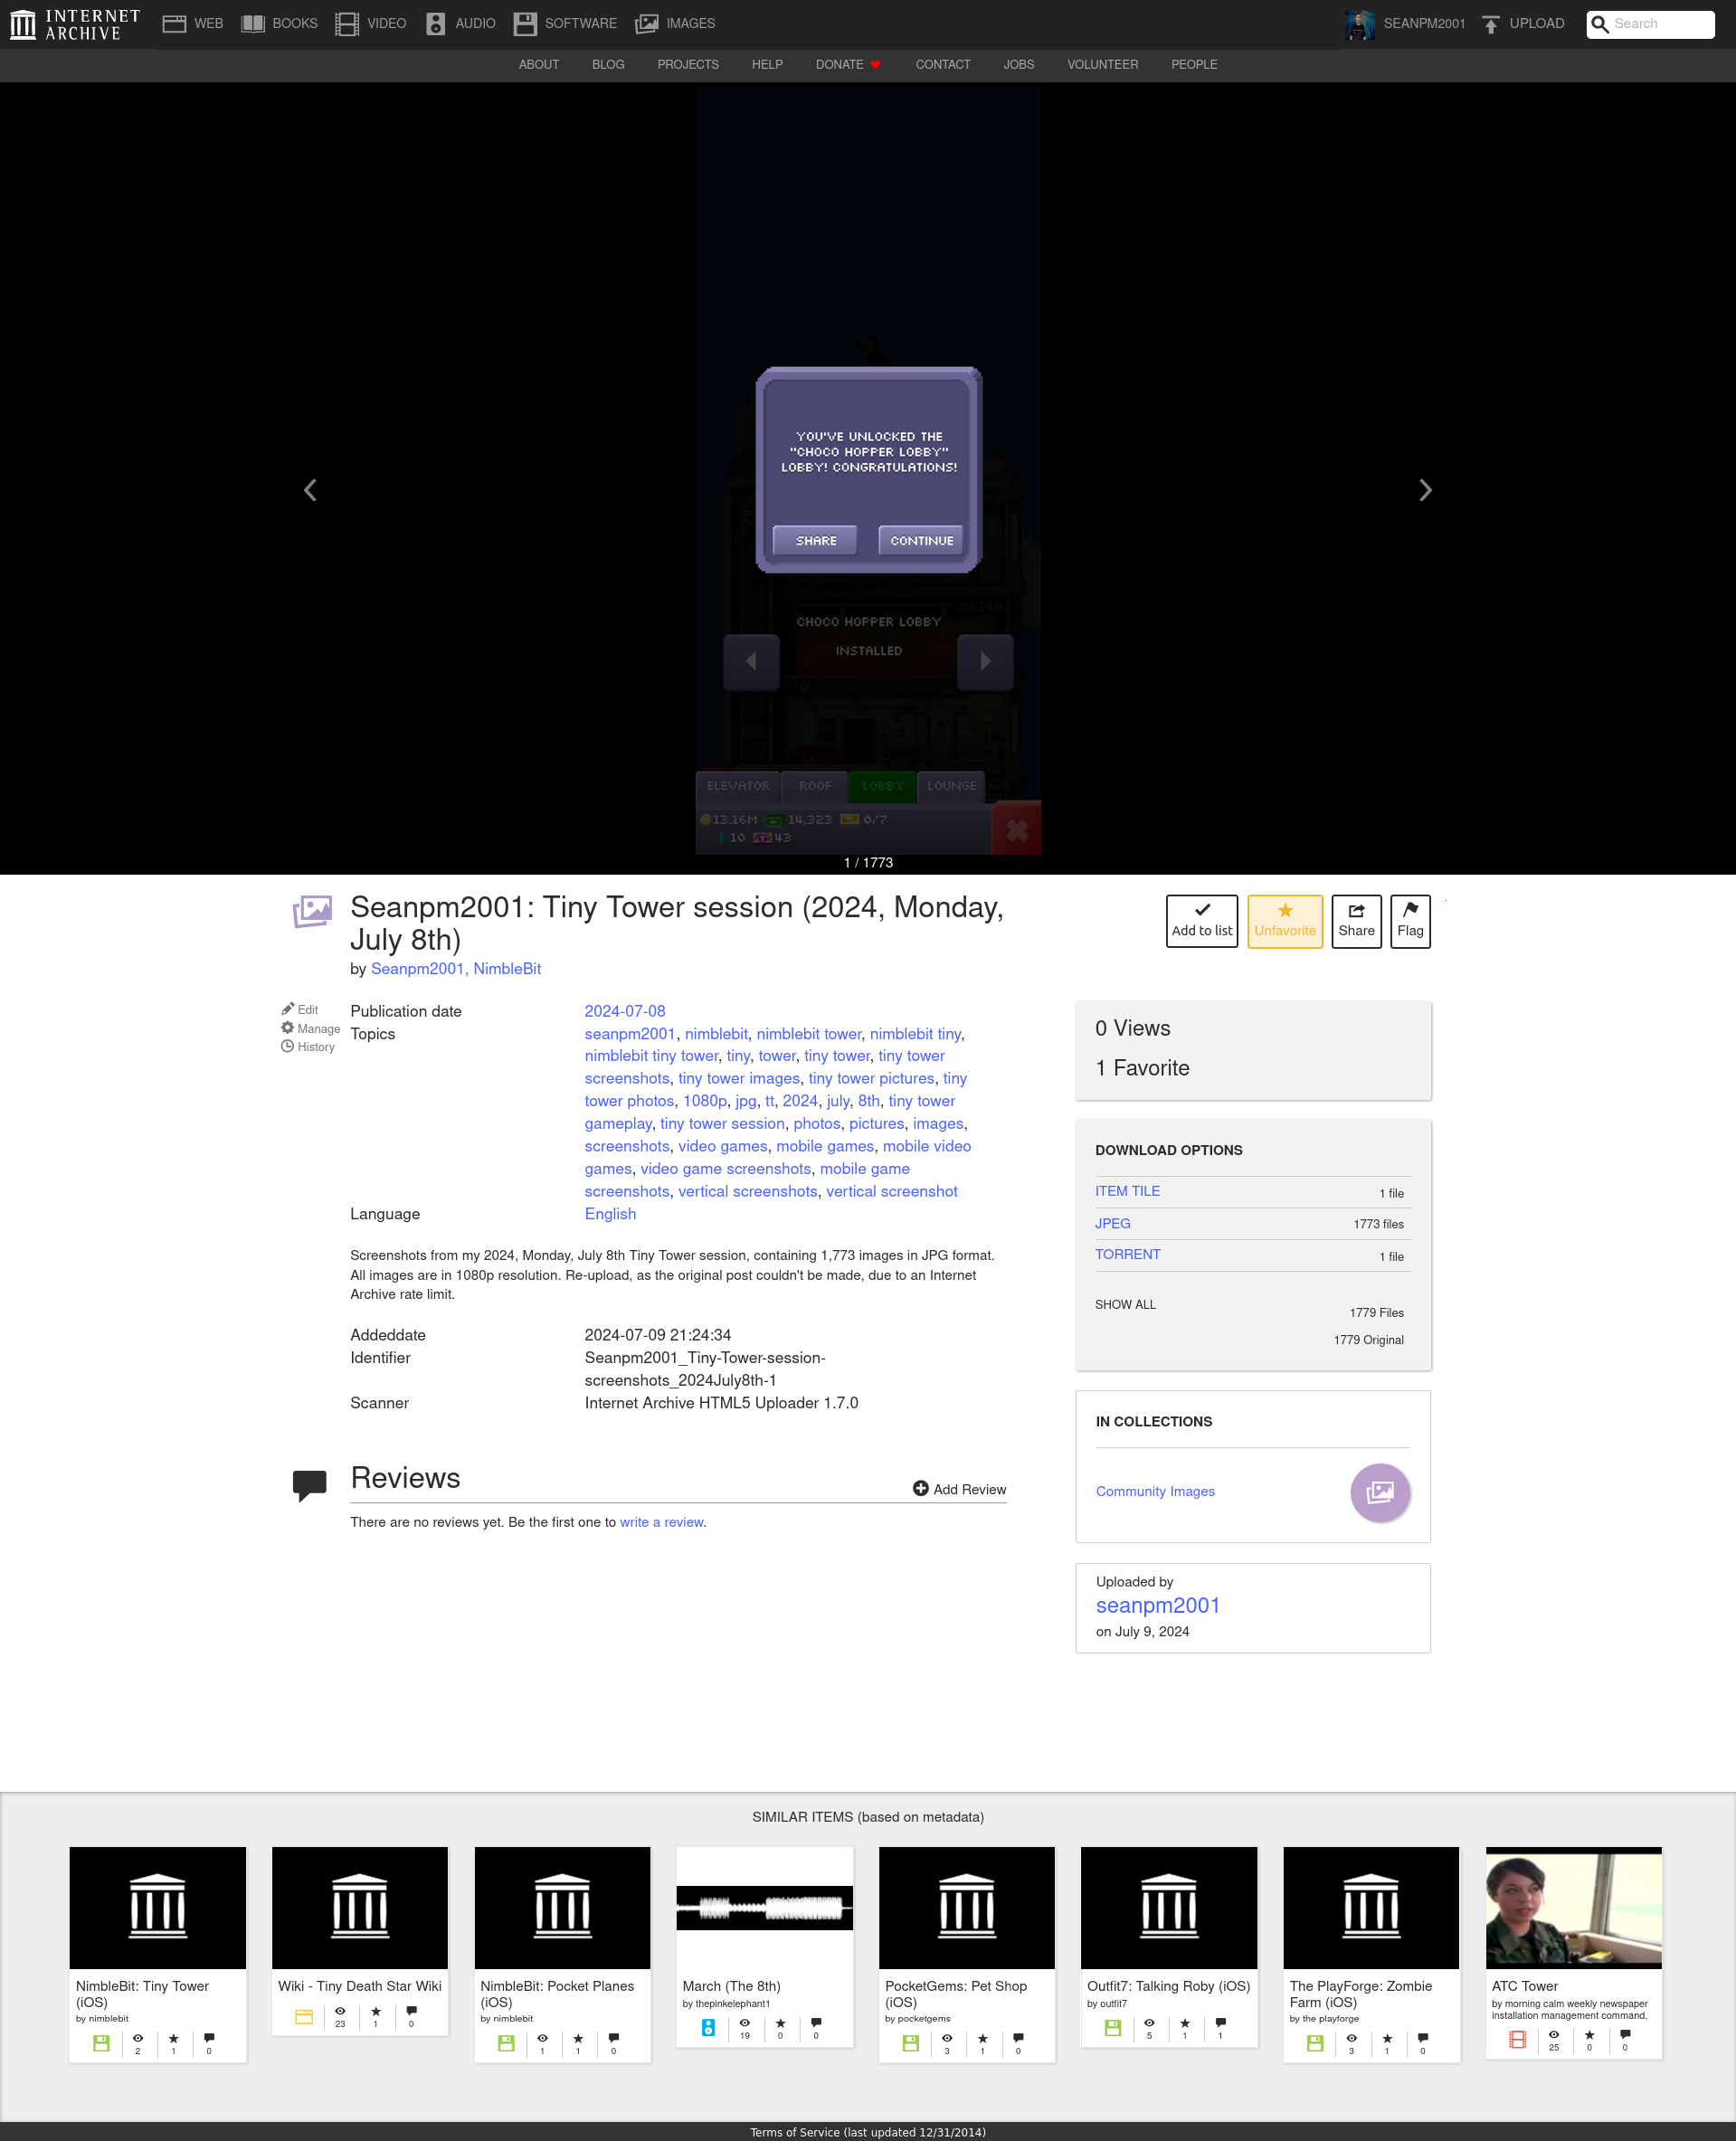 INTERNET ARCHIVE WEB BOOKS VIDEO AUDIO SOFTWARE IMAGES SEANPM2001 UPLOAD Search
ABOUT BLOG PROJECTS HELP DONATE CONTACT JOBS VOLUNTEER PEOPLE
YOU'VE UNLOCKED THE
"CHOCO HOPPER LOBBY"
LOBBY! CONGRATULATIONS!
SHARE CONTINUE
CHOCO HOPPER LOBBY
INSTALLED
ELEVATOR ROOF LOBBY LOUNGE
13.16M 14,323 0/7
10 43
1 / 1773
Seanpm2001: Tiny Tower session (2024, Monday,
July 8th)
by Seanpm2001, NimbleBit
Add to list Unfavorite Share Flag
Edit
Manage
History
Publication date 2024-07-08
Topics seanpm2001, nimblebit, nimblebit tower, nimblebit tiny,
nimblebit tiny tower, tiny, tower, tiny tower, tiny tower
screenshots, tiny tower images, tiny tower pictures, tiny
tower photos, 1080p, jpg, tt, 2024, july, 8th, tiny tower
gameplay, tiny tower session, photos, pictures, images,
screenshots, video games, mobile games, mobile video
games, video game screenshots, mobile game
screenshots, vertical screenshots, vertical screenshot
Language English
Screenshots from my 2024, Monday, July 8th Tiny Tower session, containing 1,773 images in JPG format.
All images are in 1080p resolution. Re-upload, as the original post couldn't be made, due to an Internet
Archive rate limit.
Addeddate 2024-07-09 21:24:34
Identifier Seanpm2001_Tiny-Tower-session-
screenshots_2024July8th-1
Scanner Internet Archive HTML5 Uploader 1.7.0
Reviews
Add Review
There are no reviews yet. Be the first one to write a review.
0 Views
1 Favorite
DOWNLOAD OPTIONS
ITEM TILE 1 file
JPEG 1773 files
TORRENT 1 file
SHOW ALL 1779 Files
1779 Original
IN COLLECTIONS
Community Images
Uploaded by
seanpm2001
on July 9, 2024
SIMILAR ITEMS (based on metadata)
NimbleBit: Tiny Tower
(iOS)
by nimblebit
2 1 0
Wiki - Tiny Death Star Wiki
23 1 0
NimbleBit: Pocket Planes
(iOS)
by nimblebit
1 1 0
March (The 8th)
by thepinkelephant1
19 0 0
PocketGems: Pet Shop
(iOS)
by pocketgems
3 1 0
Outfit7: Talking Roby (iOS)
by outfit7
5 1 1
The PlayForge: Zombie
Farm (iOS)
by the playforge
3 1 0
ATC Tower
by morning calm weekly newspaper
installation management command,
25 0 0
Terms of Service (last updated 12/31/2014)